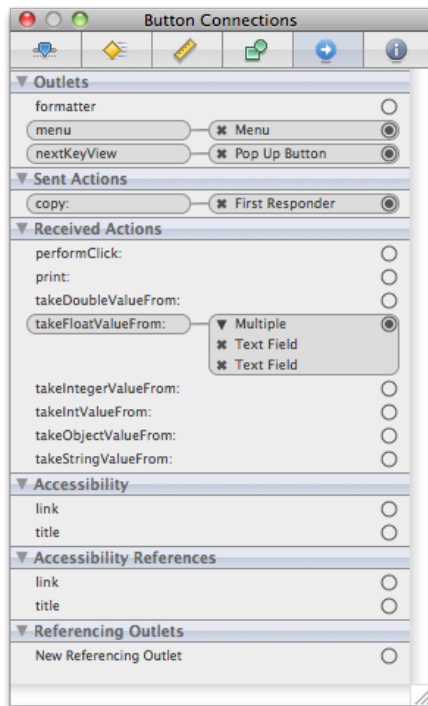 Button Connections
Outlets
formatter
menu Menu
nextKeyView Pop Up Button
Sent Actions
copy: First Responder
Received Actions
performClick:
print:
takeDoubleValueFrom:
takeFloatValueFrom: Multiple
Text Field
Text Field
takeIntegerValueFrom:
takeIntValueFrom:
takeObjectValueFrom:
takeStringValueFrom:
Accessibility
link
title
Accessibility References
link
title
Referencing Outlets
New Referencing Outlet